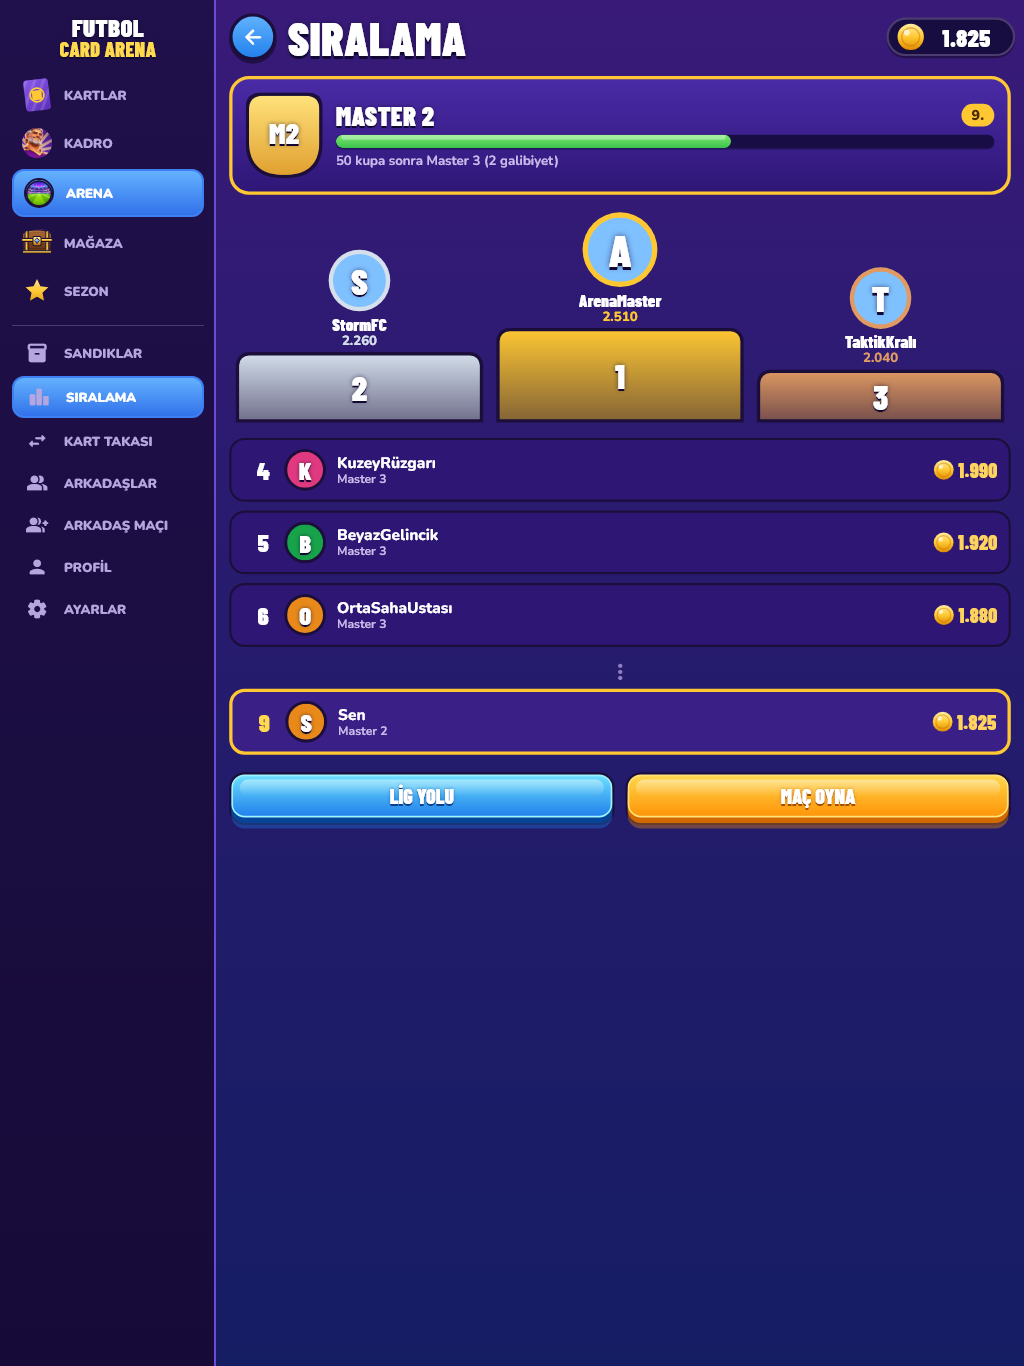 FUTBOL
CARD ARENA
KARTLAR
KADRO
ARENA
MAĞAZA
SEZON
SANDIKLAR
SIRALAMA
KART TAKASI
ARKADAŞLAR
ARKADAŞ MAÇI
PROFİL
AYARLAR
SIRALAMA
1.825
M2
MASTER 2
9.
50 kupa sonra Master 3 (2 galibiyet)
S
StormFC
2.260
2
A
ArenaMaster
2.510
1
T
TaktikKralı
2.040
3
4
K
KuzeyRüzgarı
Master 3
1.990
5
B
BeyazGelincik
Master 3
1.920
6
O
OrtaSahaUstası
Master 3
1.880
9
S
Sen
Master 2
1.825
LİG YOLU
MAÇ OYNA